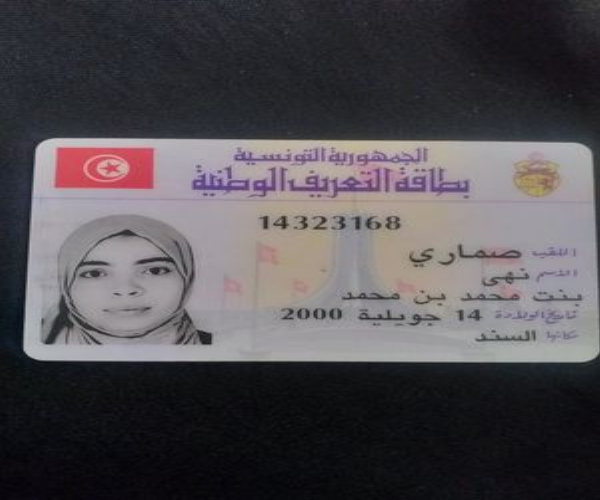 الجمهورية التونسية
بطاقة التعريف الوطنية
14323168
اللقب صماري
الاسم نهى
بنت محمد بن محمد
تاريخ الولادة 14 جويلية 2000
مكانها السند